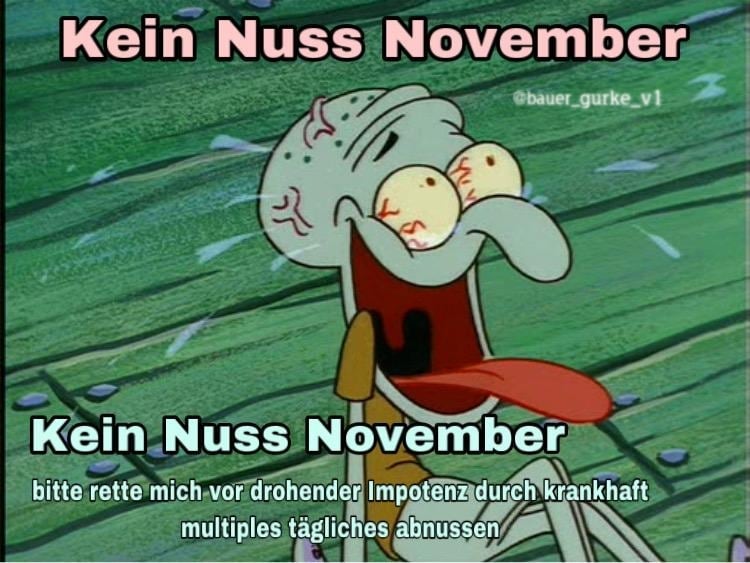 Kein Nuss November
@bauer_gurke_v1
Kein Nuss November
bitte rette mich vor drohender Impotenz durch krankhaft
multiples tägliches abnussen